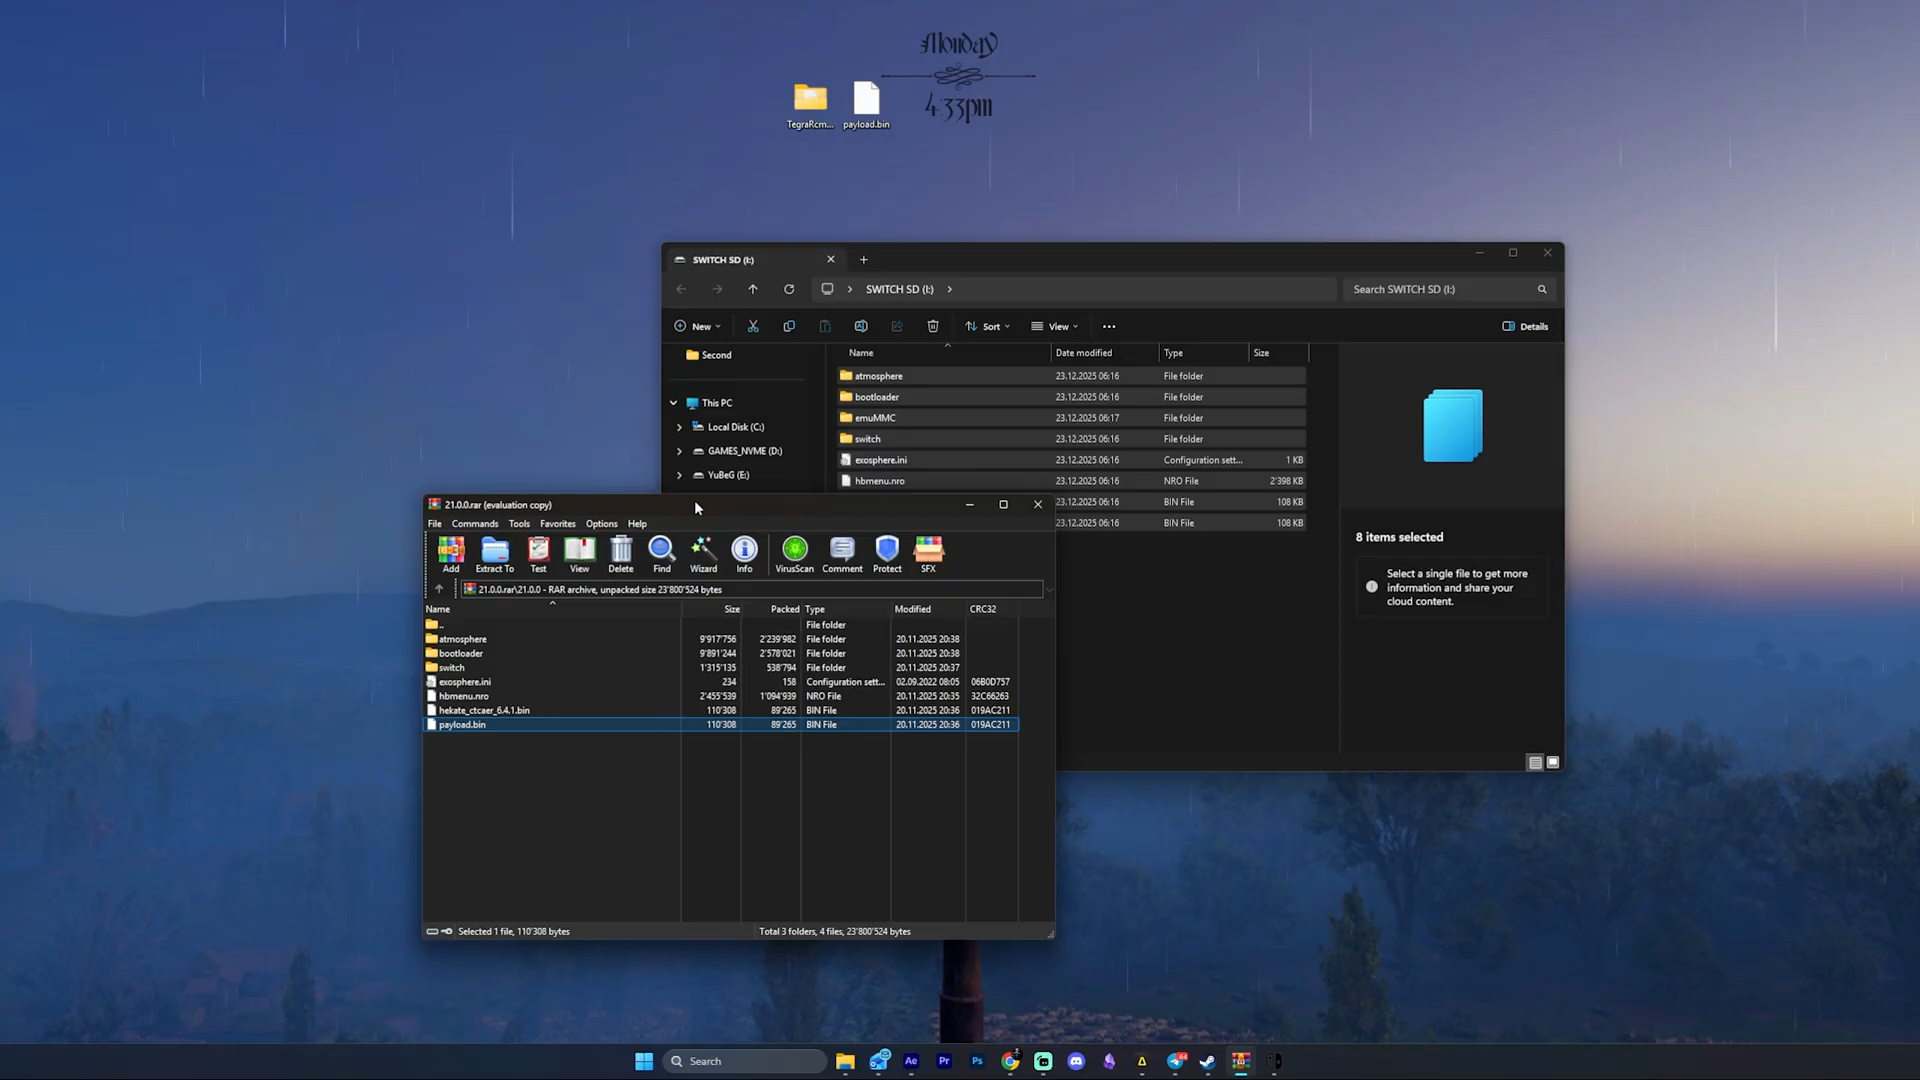 Monday
4:33pm
TegraRcm...
payload.bin
SWITCH SD (I:)
SWITCH SD (I:)
Search SWITCH SD (I:)
New
Sort
View
Details
Second
This PC
Local Disk (C:)
GAMES_NVME (D:)
YuBeG (E:)
Name Date modified Type Size
atmosphere 23.12.2025 06:16 File folder
bootloader 23.12.2025 06:16 File folder
emuMMC 23.12.2025 06:17 File folder
switch 23.12.2025 06:16 File folder
exosphere.ini 23.12.2025 06:16 Configuration sett... 1 KB
hbmenu.nro 23.12.2025 06:16 NRO File 2'398 KB
23.12.2025 06:16 BIN File 108 KB
23.12.2025 06:16 BIN File 108 KB
8 items selected
Select a single file to get more
information and share your
cloud content.
21.0.0.rar (evaluation copy)
File Commands Tools Favorites Options Help
Add Extract To Test View Delete Find Wizard Info VirusScan Comment Protect SFX
21.0.0.rar\21.0.0 - RAR archive, unpacked size 23'800'524 bytes
Name Size Packed Type Modified CRC32
.. File folder
atmosphere 9'917'756 2'239'982 File folder 20.11.2025 20:38
bootloader 9'891'244 2'578'021 File folder 20.11.2025 20:38
switch 1'315'135 538'794 File folder 20.11.2025 20:37
exosphere.ini 234 158 Configuration sett... 02.09.2022 08:05 06B0D757
hbmenu.nro 2'455'539 1'094'939 NRO File 20.11.2025 20:35 32C66263
hekate_ctcaer_6.4.1.bin 110'308 89'265 BIN File 20.11.2025 20:36 019AC211
payload.bin 110'308 89'265 BIN File 20.11.2025 20:36 019AC211
Selected 1 file, 110'308 bytes
Total 3 folders, 4 files, 23'800'524 bytes
Search
Ae
Pr
Ps
64